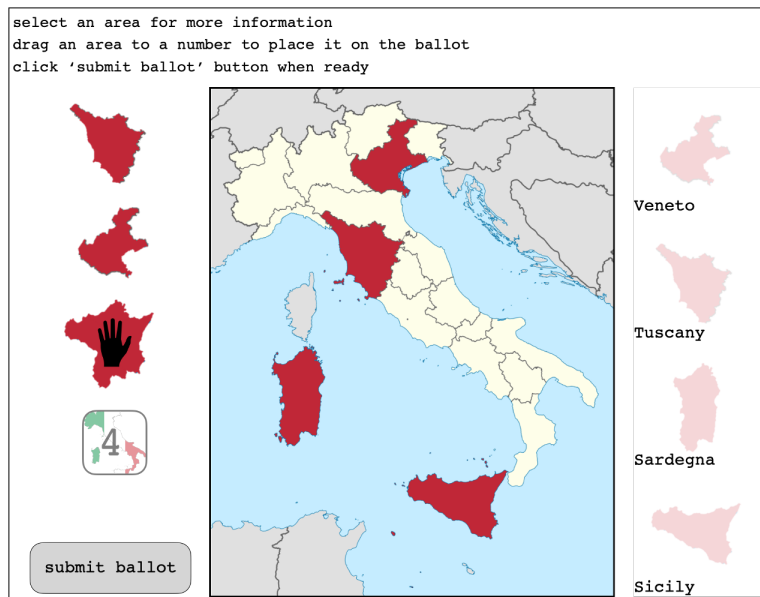 select an area for more information
drag an area to a number to place it on the ballot
click ‘submit ballot’ button when ready
Veneto
Tuscany
4
Sardegna
submit ballot
Sicily